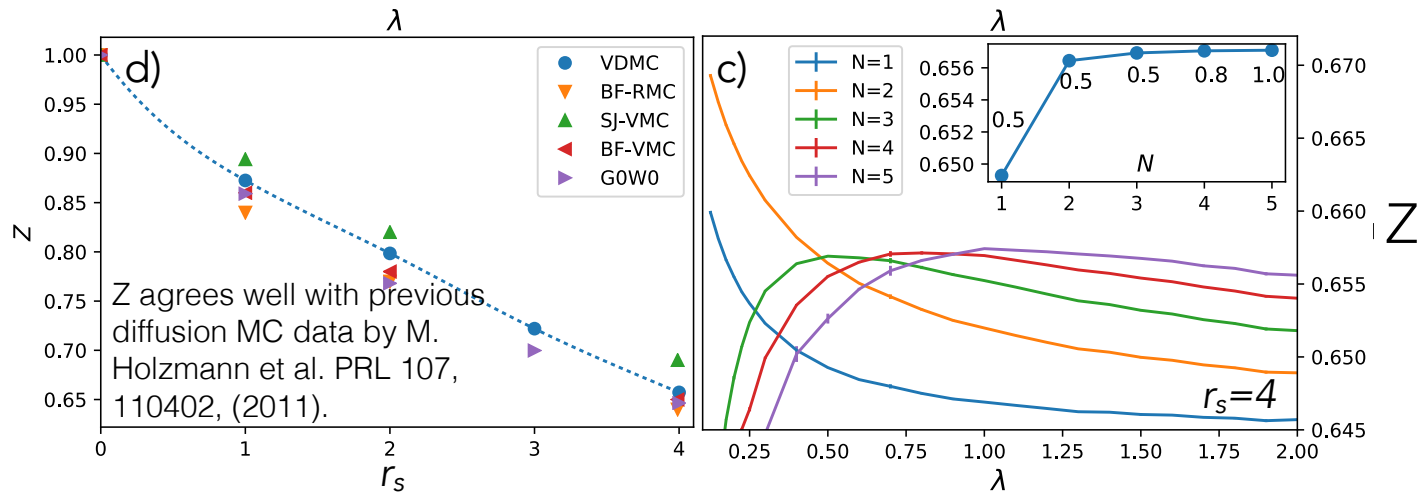 λ
z
1.00
0.95
0.90
0.85
0.80
0.75
0.70
0.65
d)
VDMC
BF-RMC
SJ-VMC
BF-VMC
G0W0
Z agrees well with previous
diffusion MC data by M.
Holzmann et al. PRL 107,
110402, (2011).
0
1
2
3
4
r_s
λ
c)
N=1
N=2
N=3
N=4
N=5
0.656
0.654
0.652
0.650
0.5
0.5
0.5
0.8
1.0
N
1
2
3
4
5
0.670
0.665
0.660
0.655
0.650
0.645
Z
r_s=4
0.25
0.50
0.75
1.00
1.25
1.50
1.75
2.00
λ